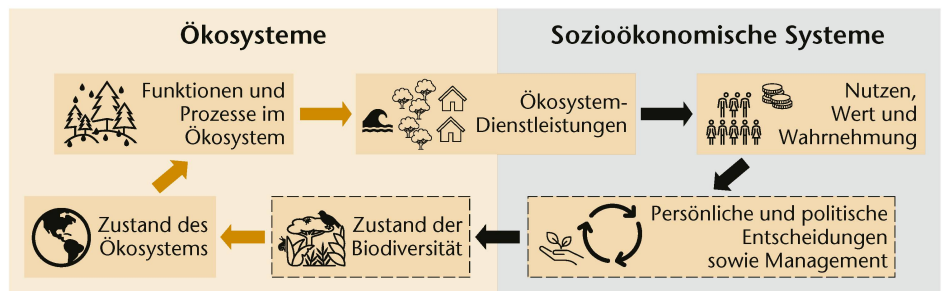 Ökosysteme
Sozioökonomische Systeme
Funktionen und
Prozesse im
Ökosystem
Ökosystem-
Dienstleistungen
Nutzen,
Wert und
Wahrnehmung
Zustand des
Ökosystems
Zustand der
Biodiversität
Persönliche und politische
Entscheidungen
sowie Management